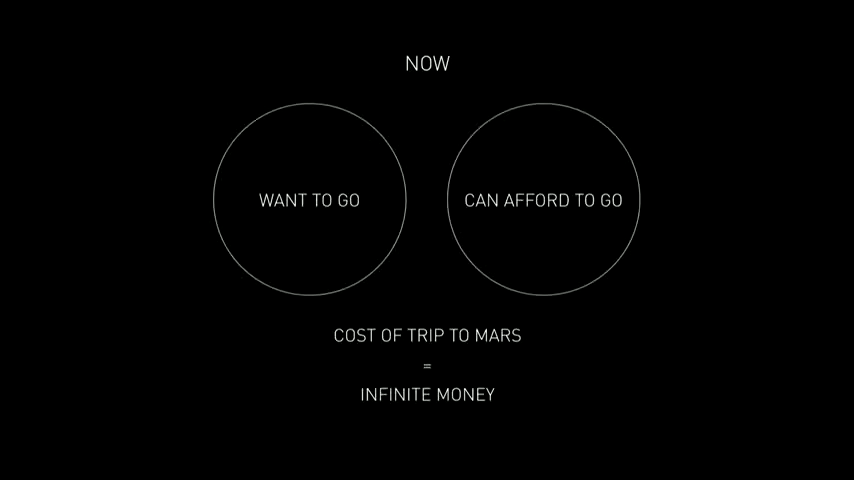 NOW
WANT TO GO
CAN AFFORD TO GO
COST OF TRIP TO MARS
=
INFINITE MONEY